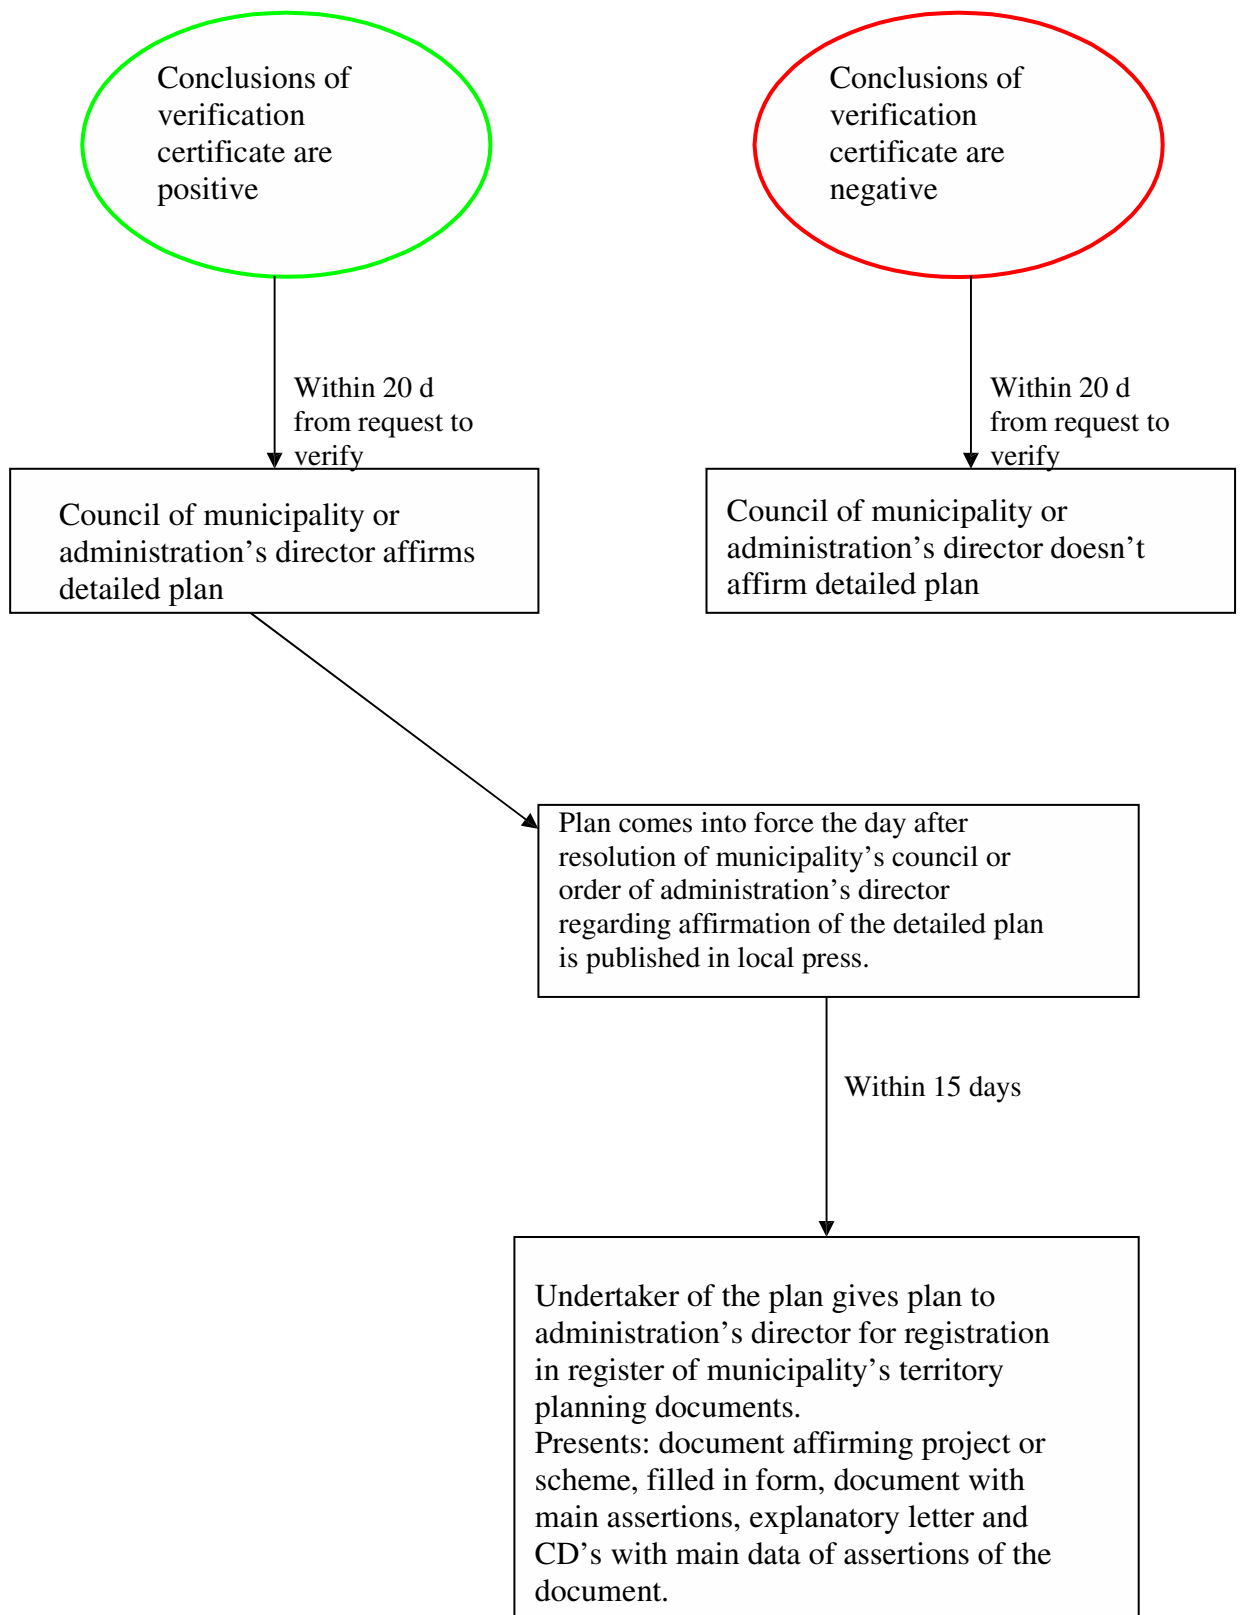 Conclusions of
verification
certificate are
positive
Conclusions of
verification
certificate are
negative
Within 20 d
from request to
verify
Within 20 d
from request to
verify
Council of municipality or
administration’s director affirms
detailed plan
Council of municipality or
administration’s director doesn’t
affirm detailed plan
Plan comes into force the day after
resolution of municipality’s council or
order of administration’s director
regarding affirmation of the detailed plan
is published in local press.
Within 15 days
Undertaker of the plan gives plan to
administration’s director for registration
in register of municipality’s territory
planning documents.
Presents: document affirming project or
scheme, filled in form, document with
main assertions, explanatory letter and
CD’s with main data of assertions of the
document.